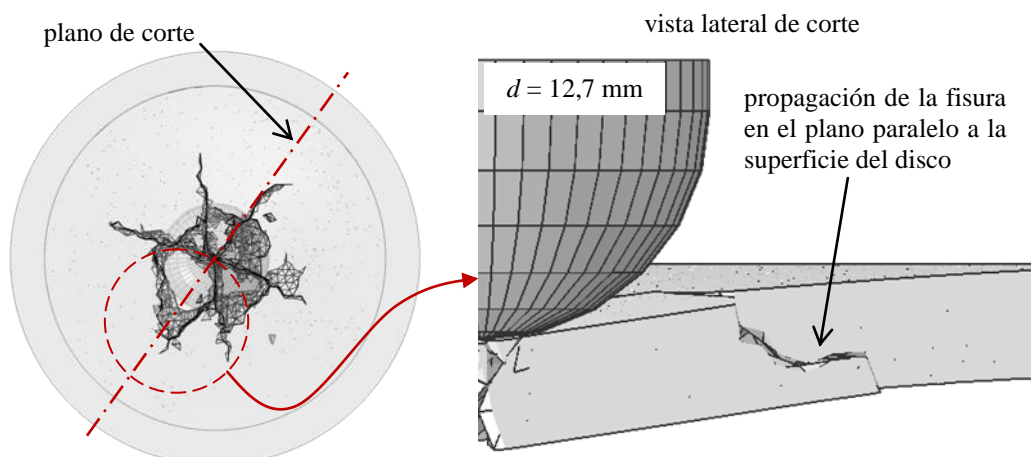 plano de corte
vista lateral de corte
d = 12,7 mm
propagación de la fisura
en el plano paralelo a la
superficie del disco